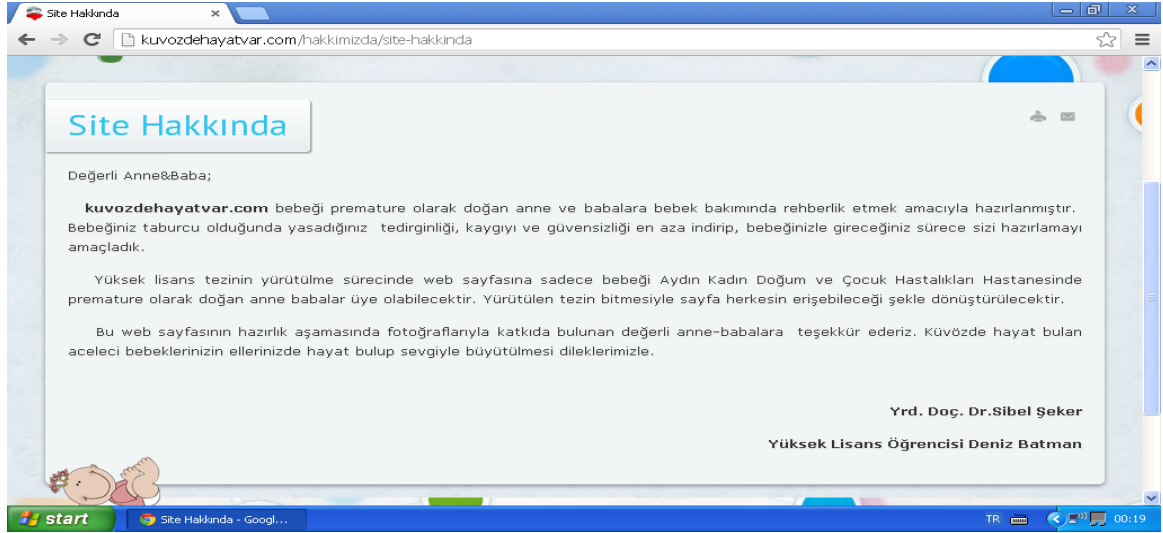 Site Hakkında
kuvozdehayatvar.com/hakkimizda/site-hakkinda
Site Hakkında
Değerli Anne&Baba;
kuvozdehayatvar.com bebeği premature olarak doğan anne ve babalara bebek bakımında rehberlik etmek amacıyla hazırlanmıştır.
Bebeğiniz taburcu olduğunda yasadığınız tedirginliği, kaygıyı ve güvensizliği en aza indirip, bebeğinizle gireceğiniz sürece sizi hazırlamayı
amaçladık.
Yüksek lisans tezinin yürütülme sürecinde web sayfasına sadece bebeği Aydın Kadın Doğum ve Çocuk Hastalıkları Hastanesinde
premature olarak doğan anne babalar üye olabilecektir. Yürütülen tezin bitmesiyle sayfa herkesin erişebileceği şekle dönüştürülecektir.
Bu web sayfasının hazırlık aşamasında fotoğraflarıyla katkıda bulunan değerli anne-babalara teşekkür ederiz. Küvözde hayat bulan
aceleci bebeklerinizin ellerinizde hayat bulup sevgiyle büyütülmesi dileklerimizle.
Yrd. Doç. Dr.Sibel Şeker
Yüksek Lisans Öğrencisi Deniz Batman
start
Site Hakkında - Googl...
TR
00:19